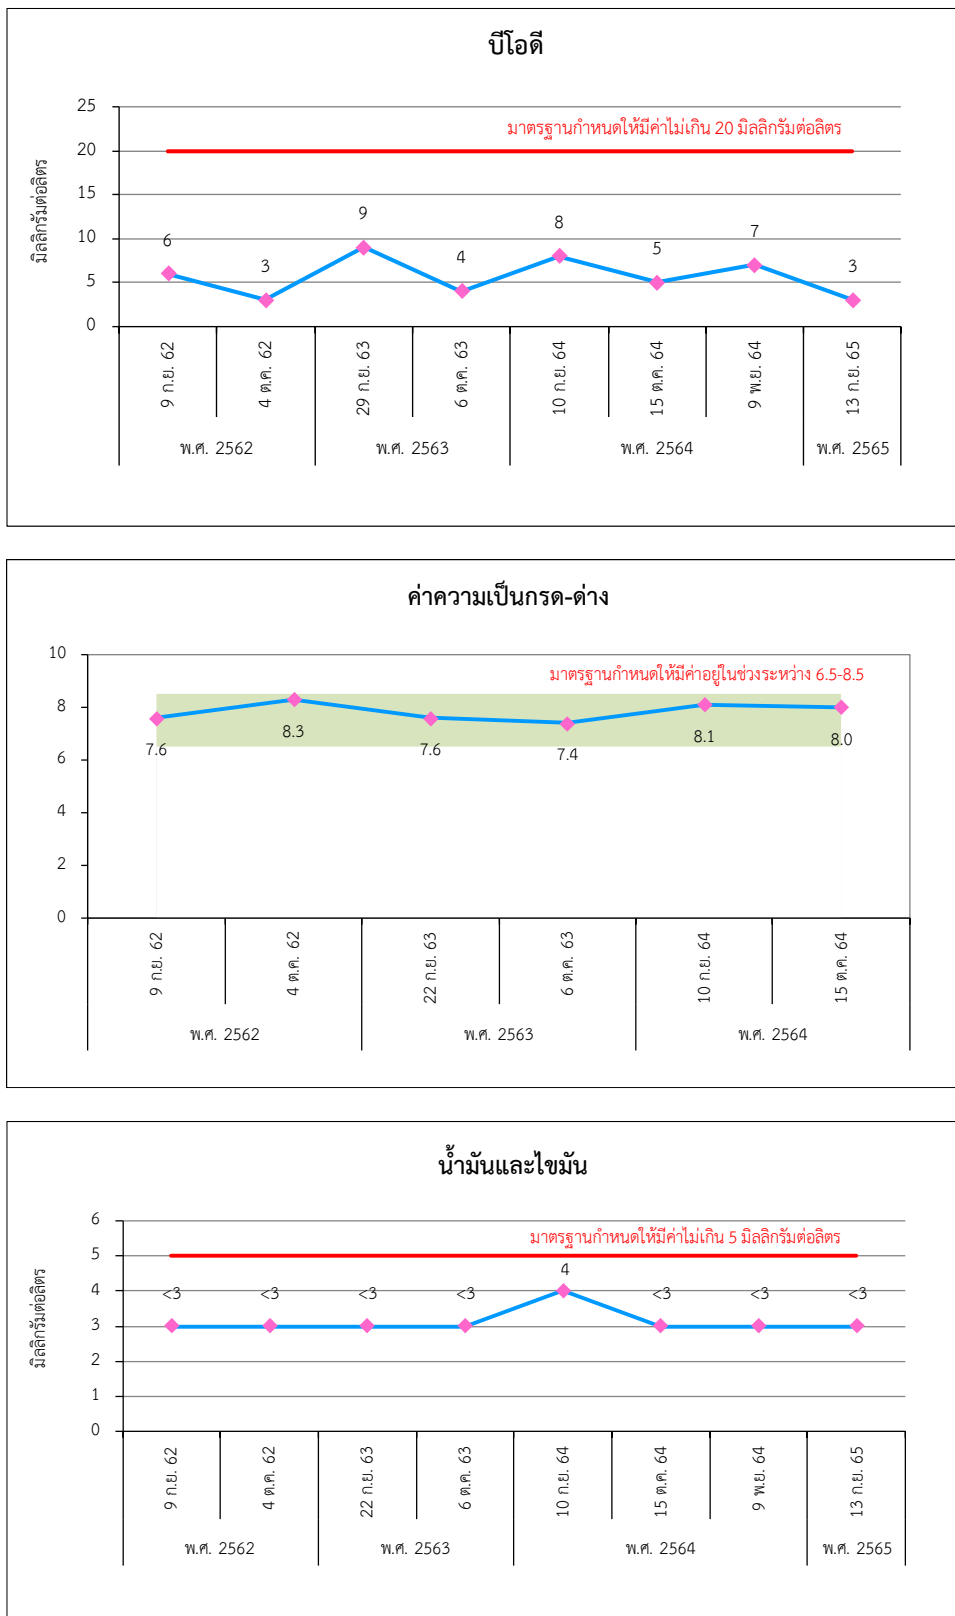 บีโอดี
25
มาตรฐานกำหนดให้มีค่าไม่เกิน 20 มิลลิกรัมต่อลิตร
20
15
10
5
0
มิลลิกรัมต่อลิตร
6 3 9 4 8 5 7 3
9 ก.ย. 62 4 ต.ค. 62 29 ก.ย. 63 6 ต.ค. 63 10 ก.ย. 64 15 ต.ค. 64 9 พ.ย. 64 13 ก.ย. 65
พ.ศ. 2562 พ.ศ. 2563 พ.ศ. 2564 พ.ศ. 2565
ค่าความเป็นกรด-ด่าง
10
มาตรฐานกำหนดให้มีค่าอยู่ในช่วงระหว่าง 6.5-8.5
8
6
4
2
0
7.6 8.3 7.6 7.4 8.1 8.0
9 ก.ย. 62 4 ต.ค. 62 22 ก.ย. 63 6 ต.ค. 63 10 ก.ย. 64 15 ต.ค. 64
พ.ศ. 2562 พ.ศ. 2563 พ.ศ. 2564
น้ำมันและไขมัน
6
มาตรฐานกำหนดให้มีค่าไม่เกิน 5 มิลลิกรัมต่อลิตร
5
4
3
2
1
0
มิลลิกรัมต่อลิตร
<3 <3 <3 <3 4 <3 <3 <3
9 ก.ย. 62 4 ต.ค. 62 22 ก.ย. 63 6 ต.ค. 63 10 ก.ย. 64 15 ต.ค. 64 9 พ.ย. 64 13 ก.ย. 65
พ.ศ. 2562 พ.ศ. 2563 พ.ศ. 2564 พ.ศ. 2565